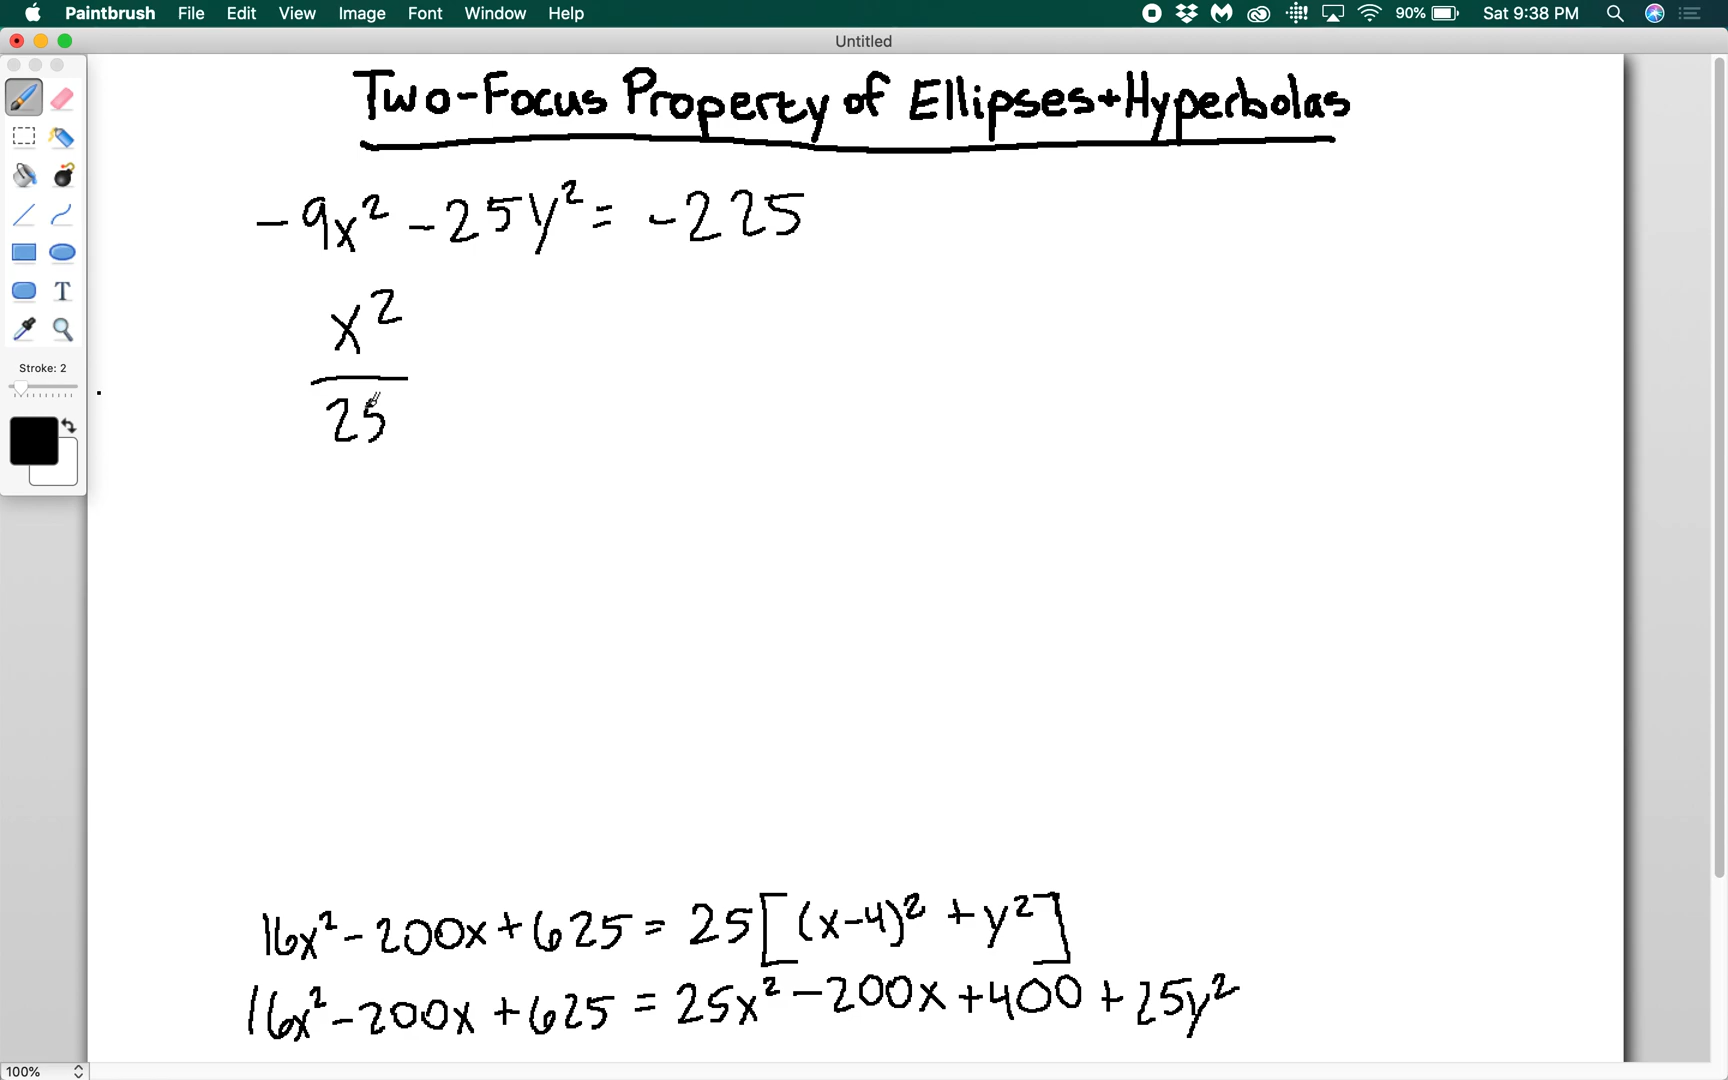 Paintbrush File Edit View Image Font Window Help 90% Sat 9:38 PM
Untitled
Two-Focus Property of Ellipses+Hyperbolas
-9x² -25y² = -225
x²
25
Stroke: 2
T
16x² -200x+625 = 25[(x-4)² +y²]
16x² -200x +625 = 25x² -200x +400 +25y²
100%